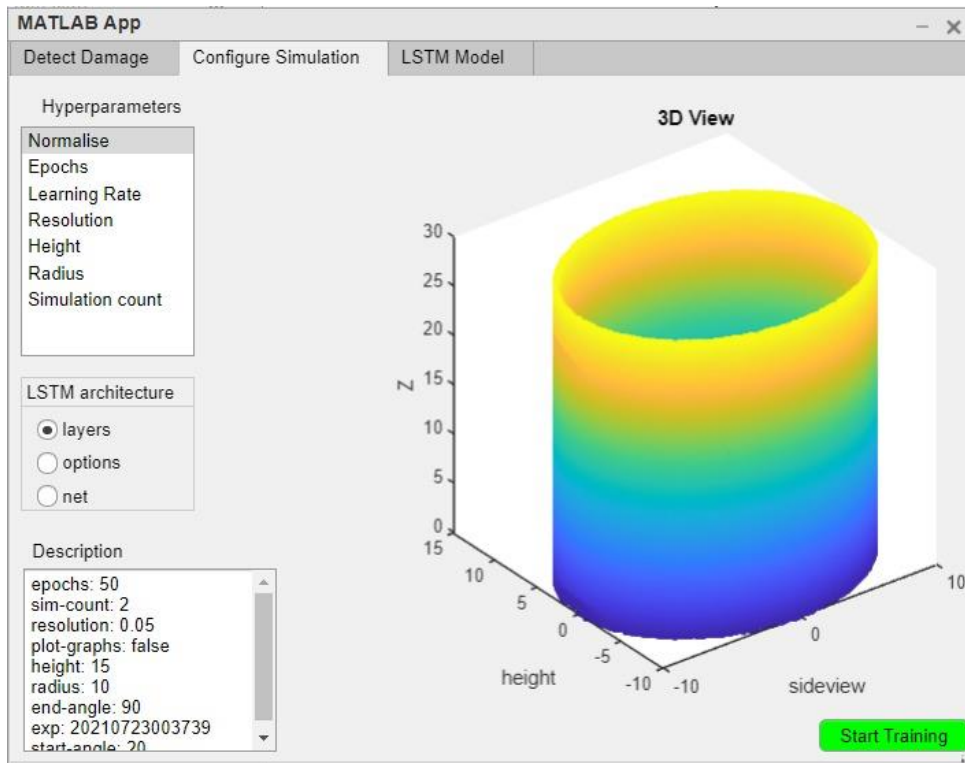 MATLAB App
Detect Damage Configure Simulation LSTM Model
Hyperparameters
Normalise
Epochs
Learning Rate
Resolution
Height
Radius
Simulation count
LSTM architecture
layers
options
net
Description
epochs: 50
sim-count: 2
resolution: 0.05
plot-graphs: false
height: 15
radius: 10
end-angle: 90
exp: 20210723003739
start-angle: 20
3D View
30
25
20
15
10
5
0
Z
15
10
5
0
-5
-10
height
-10
0
10
sideview
Start Training